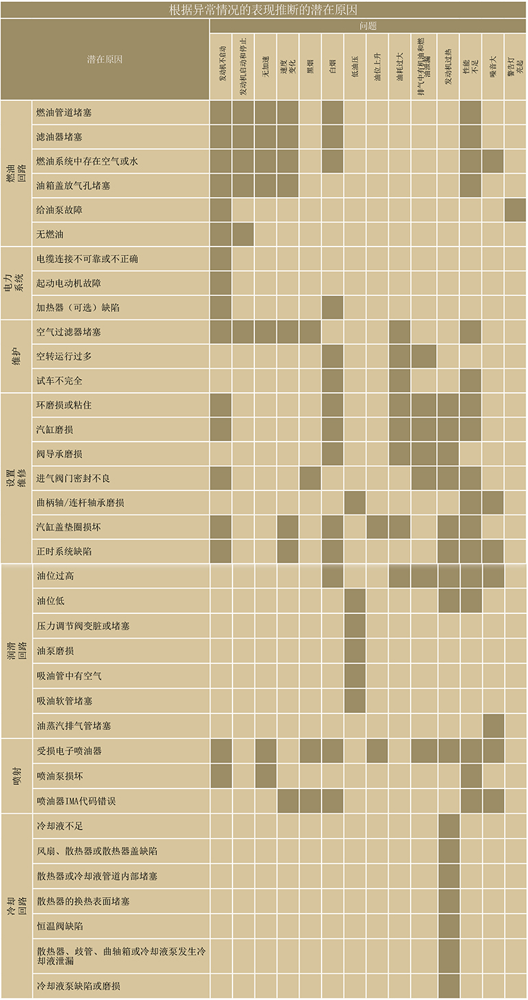 根据异常情况的表现推断的潜在原因
潜在原因
问题
发动机不启动
发动机启动和停止
无加速
速度
变化
黑烟
白烟
低油压
油位上升
油耗过大
排气中有机油和燃
油泄漏
发动机过热
性能
不足
噪音大
警告灯
亮起
燃油
回路
燃油管道堵塞
滤油器堵塞
燃油系统中存在空气或水
油箱盖放气孔堵塞
给油泵故障
无燃油
电力
系统
电缆连接不可靠或不正确
起动电动机故障
加热器（可选）缺陷
维护
空气过滤器堵塞
空转运行过多
试车不完全
设置
维修
环磨损或粘住
汽缸磨损
阀导承磨损
进气阀门密封不良
曲柄轴/连杆轴承磨损
汽缸盖垫圈损坏
正时系统缺陷
润滑
回路
油位过高
油位低
压力调节阀变脏或堵塞
油泵磨损
吸油管中有空气
吸油软管堵塞
油蒸汽排气管堵塞
喷射
受损电子喷油器
喷油泵损坏
喷油器IMA代码错误
冷却
回路
冷却液不足
风扇、散热器或散热器盖缺陷
散热器或冷却液管道内部堵塞
散热器的换热表面堵塞
恒温阀缺陷
散热器、歧管、曲轴箱或冷却液泵发生冷
却液泄漏
冷却液泵缺陷或磨损